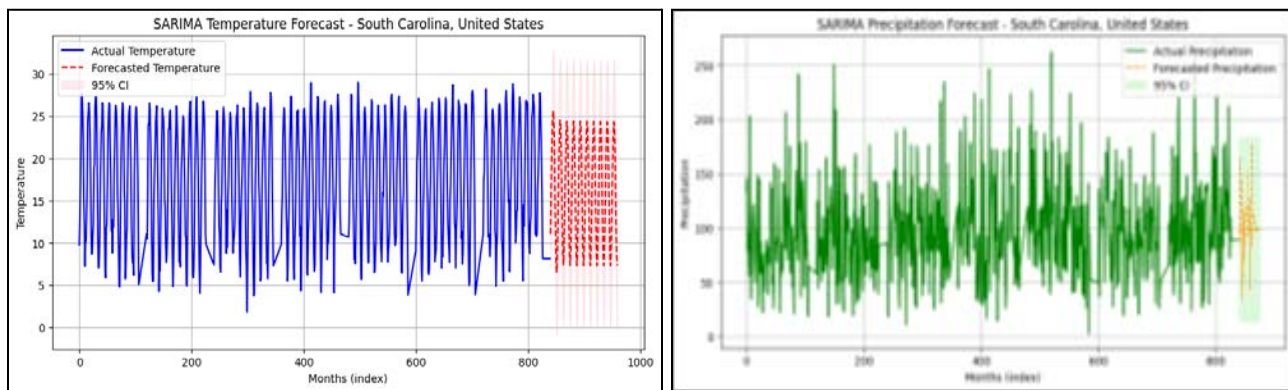 SARIMA Temperature Forecast - South Carolina, United States
Actual Temperature
Forecasted Temperature
95% CI
30
25
20
15
10
5
0
Temperature
0
200
400
600
800
1000
Months (index)
SARIMA Precipitation Forecast - South Carolina, United States
Actual Precipitation
Forecasted Precipitation
95% CI
250
200
150
100
50
0
Precipitation
0
200
400
600
800
Months (index)